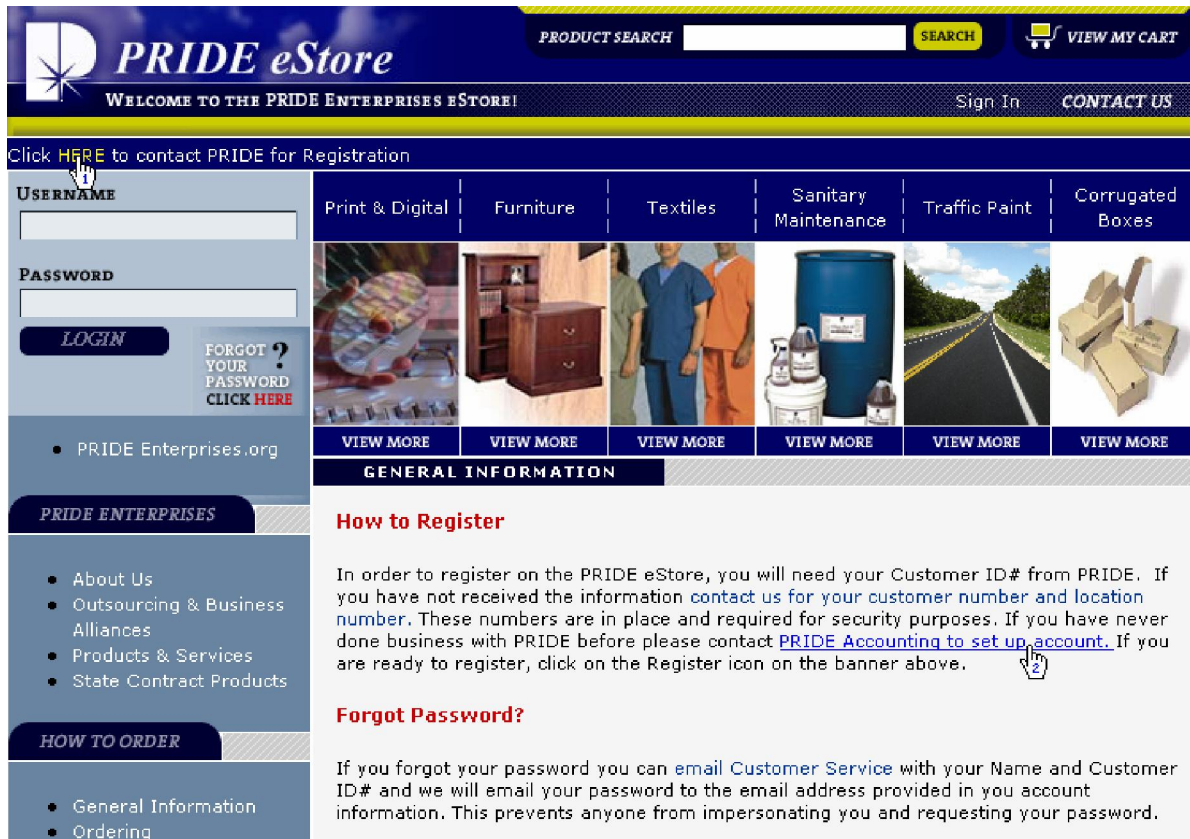 PRIDE eStore
PRODUCT SEARCH
SEARCH
VIEW MY CART
WELCOME TO THE PRIDE ENTERPRISES ESTORE!
Sign In
CONTACT US
Click HERE to contact PRIDE for Registration
1
USERNAME
PASSWORD
LOGIN
FORGOT ?
YOUR
PASSWORD
CLICK HERE
PRIDE Enterprises.org
PRIDE ENTERPRISES
About Us
Outsourcing & Business
Alliances
Products & Services
State Contract Products
HOW TO ORDER
General Information
Ordering
Print & Digital
Furniture
Textiles
Sanitary
Maintenance
Traffic Paint
Corrugated
Boxes
VIEW MORE
VIEW MORE
VIEW MORE
VIEW MORE
VIEW MORE
VIEW MORE
GENERAL INFORMATION
How to Register
In order to register on the PRIDE eStore, you will need your Customer ID# from PRIDE. If
you have not received the information contact us for your customer number and location
number. These numbers are in place and required for security purposes. If you have never
done business with PRIDE before please contact PRIDE Accounting to set up account. If you
are ready to register, click on the Register icon on the banner above.
2
Forgot Password?
If you forgot your password you can email Customer Service with your Name and Customer
ID# and we will email your password to the email address provided in you account
information. This prevents anyone from impersonating you and requesting your password.